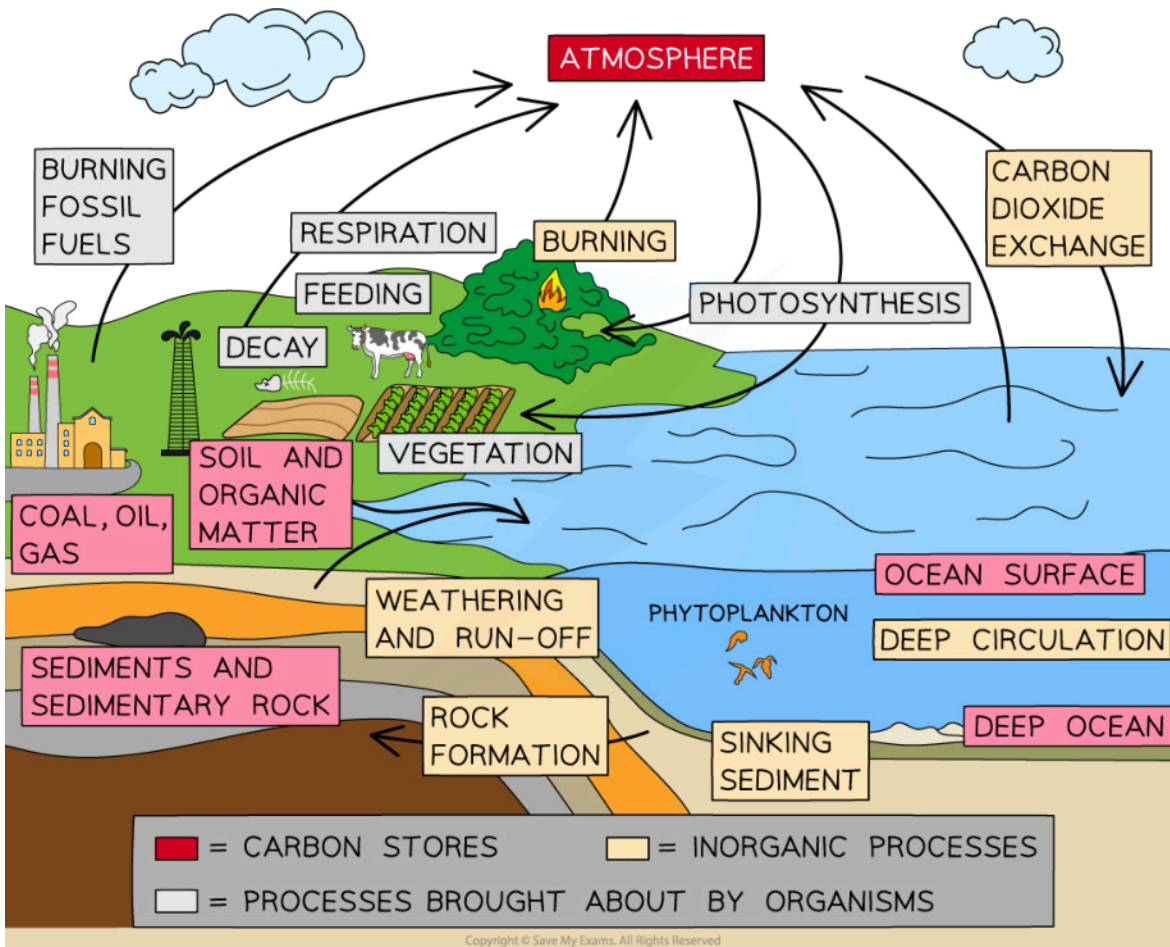 ATMOSPHERE
BURNING
FOSSIL
FUELS
CARBON
DIOXIDE
EXCHANGE
RESPIRATION
BURNING
FEEDING
PHOTOSYNTHESIS
DECAY
VEGETATION
SOIL AND
ORGANIC
MATTER
COAL, OIL,
GAS
OCEAN SURFACE
WEATHERING
AND RUN-OFF
PHYTOPLANKTON
DEEP CIRCULATION
SEDIMENTS AND
SEDIMENTARY ROCK
ROCK
FORMATION
SINKING
SEDIMENT
DEEP OCEAN
= CARBON STORES
= INORGANIC PROCESSES
= PROCESSES BROUGHT ABOUT BY ORGANISMS
Copyright © Save My Exams. All Rights Reserved